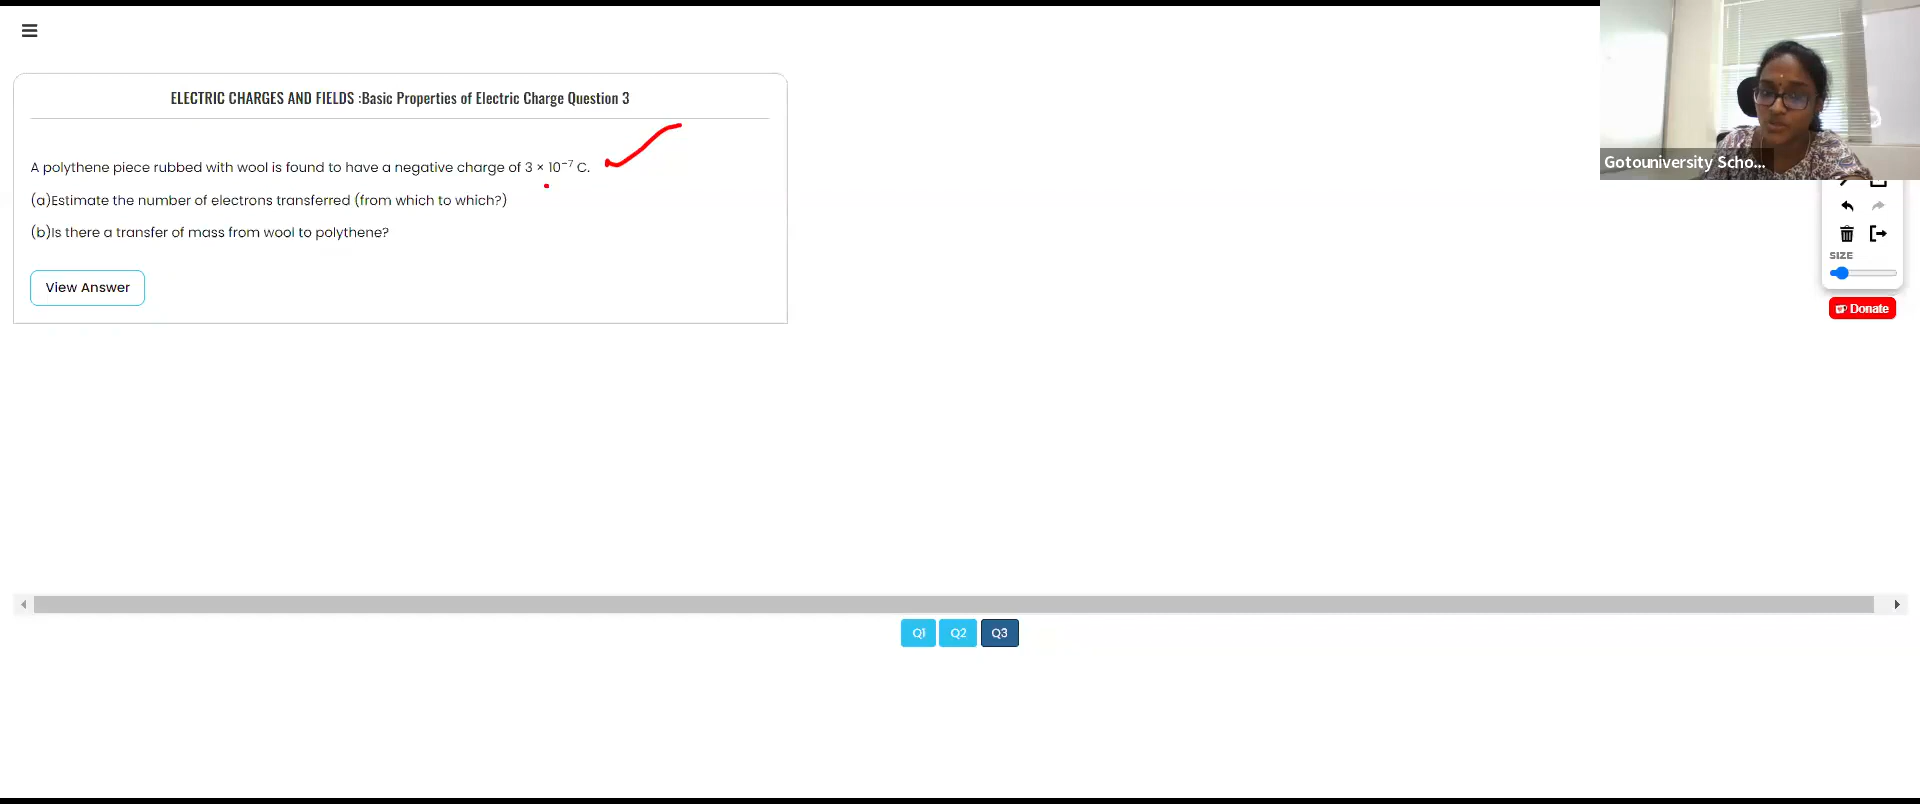 ELECTRIC CHARGES AND FIELDS :Basic Properties of Electric Charge Question 3
A polythene piece rubbed with wool is found to have a negative charge of 3 × 10⁻⁷ C.
(a)Estimate the number of electrons transferred (from which to which?)
(b)Is there a transfer of mass from wool to polythene?
View Answer
Gotouniversity Scho...
SIZE
Donate
Q1 Q2 Q3